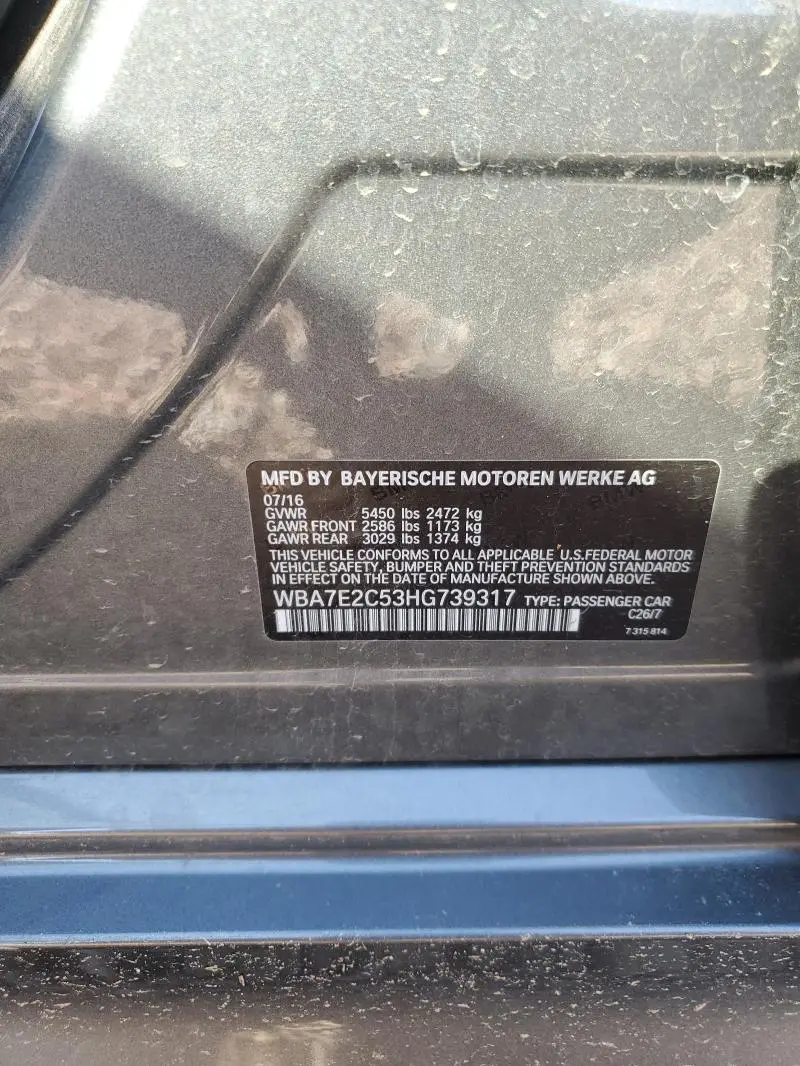 MFD BY BAYERISCHE MOTOREN WERKE AG
07/16
GVWR 5450 lbs 2472 kg
GAWR FRONT 2586 lbs 1173 kg
GAWR REAR 3029 lbs 1374 kg
THIS VEHICLE CONFORMS TO ALL APPLICABLE U.S.FEDERAL MOTOR
VEHICLE SAFETY, BUMPER AND THEFT PREVENTION STANDARDS
IN EFFECT ON THE DATE OF MANUFACTURE SHOWN ABOVE.
WBA7E2C53HG739317 TYPE: PASSENGER CAR
C26/7
7 315 814